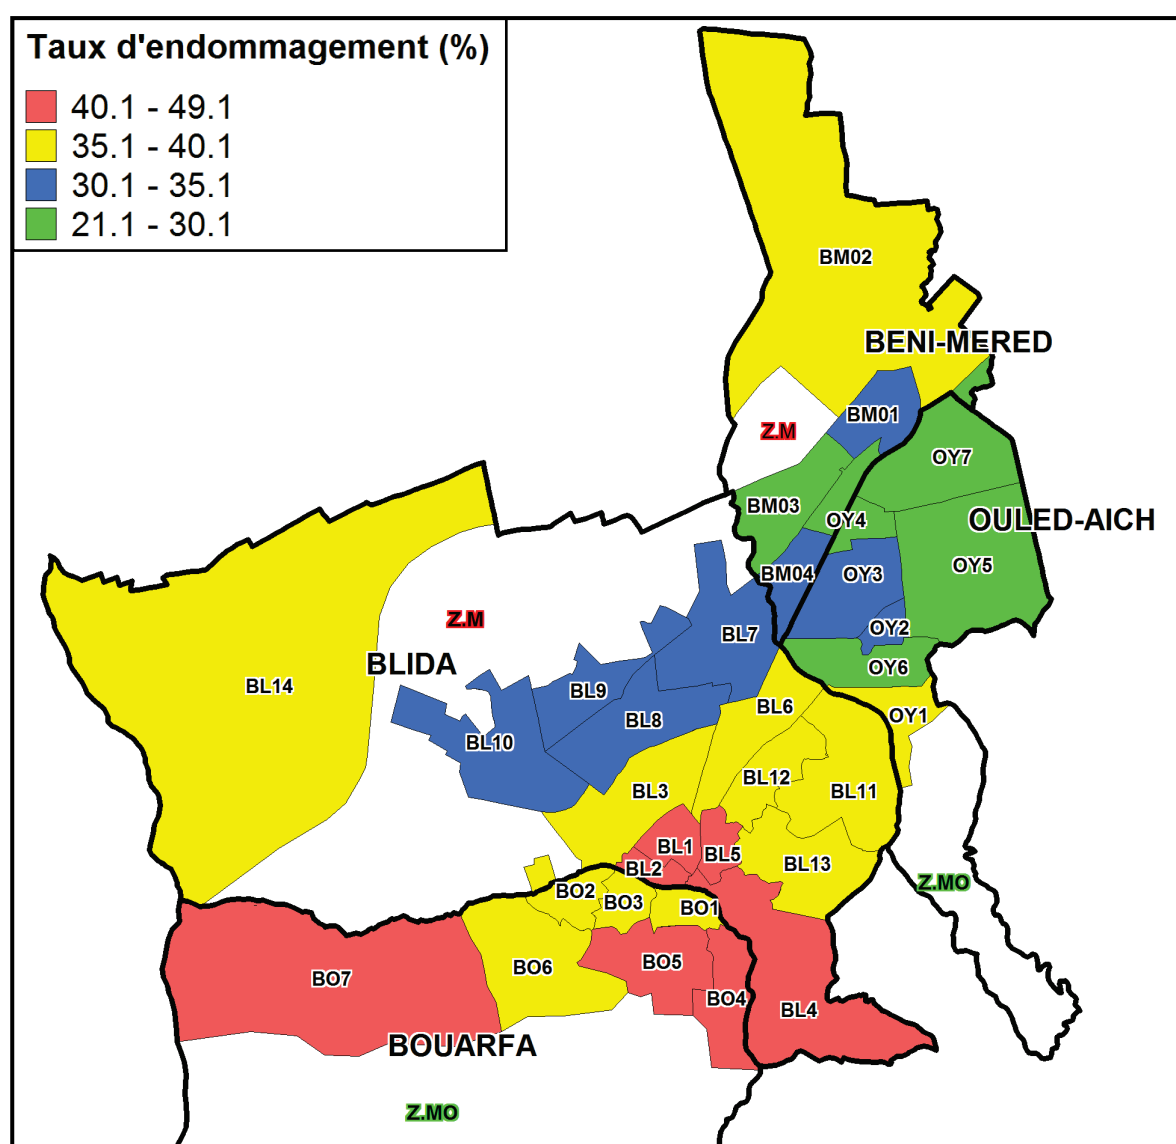 Taux d'endommagement (%)
40.1 - 49.1
35.1 - 40.1
30.1 - 35.1
21.1 - 30.1
BM02
BENI-MERED
BM01
Z.M
OY7
BM03
OY4
OULED-AICH
BM04
OY3
OY5
Z.M
OY2
BL7
BLIDA
OY6
BL14
BL9
BL6
OY1
BL8
BL10
BL12
BL3
BL11
BL1
BL5
BL13
BL2
Z.MO
BO2
BO3
BO1
BO5
BO6
BO7
BO4
BL4
BOUARFA
Z.MO